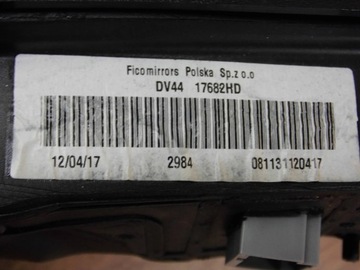 Ficomirrors Polska Sp.z o.o
DV44 17682HD
12/04/17 2984 081131120417